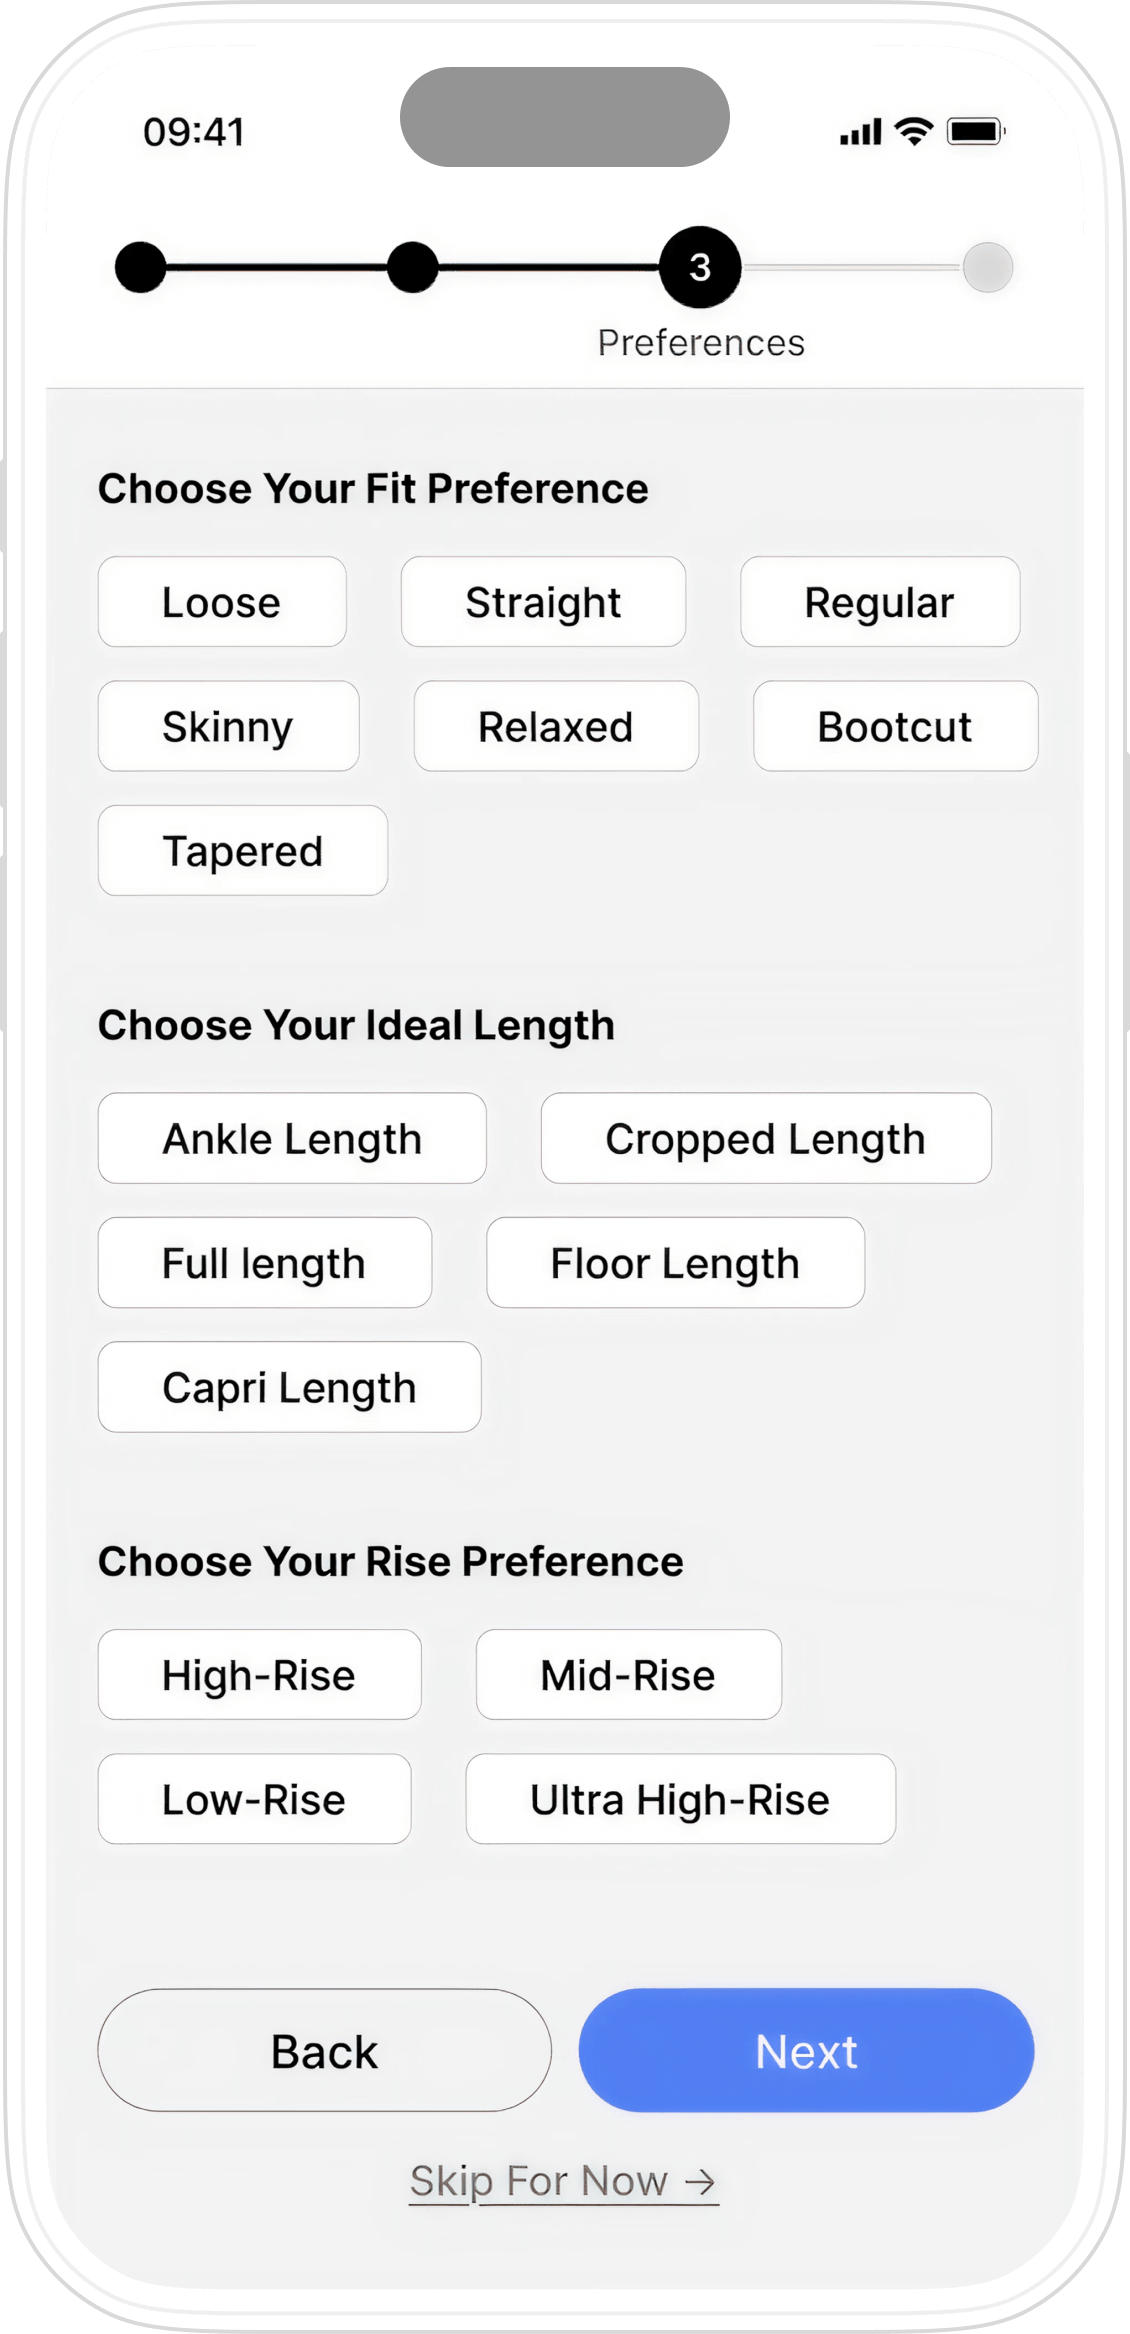 09:41
3
Preferences
Choose Your Fit Preference
Loose Straight Regular
Skinny Relaxed Bootcut
Tapered
Choose Your Ideal Length
Ankle Length Cropped Length
Full length Floor Length
Capri Length
Choose Your Rise Preference
High-Rise Mid-Rise
Low-Rise Ultra High-Rise
Back Next
Skip For Now →